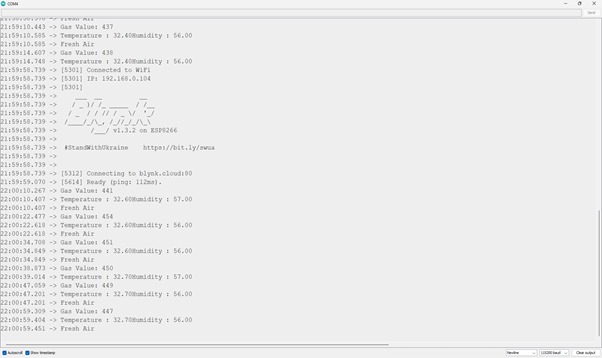 COM4
Send
21:58:58.578 -> Fresh Air
21:59:10.443 -> Gas Value: 437
21:59:10.585 -> Temperature : 32.40Humidity : 56.00
21:59:10.585 -> Fresh Air
21:59:14.607 -> Gas Value: 438
21:59:14.748 -> Temperature : 32.40Humidity : 56.00
21:59:58.739 -> [5301] Connected to WiFi
21:59:58.739 -> [5301] IP: 192.168.0.104
21:59:58.739 -> [5301]
21:59:58.739 ->
21:59:58.739 ->
21:59:58.739 ->
21:59:58.739 ->
21:59:58.739 -> /___/ v1.3.2 on ESP8266
21:59:58.739 ->
21:59:58.739 -> #StandWithUkraine https://bit.ly/swua
21:59:58.739 ->
21:59:58.739 ->
21:59:58.739 -> [5312] Connecting to blynk.cloud:80
21:59:59.070 -> [5614] Ready (ping: 112ms).
22:00:10.267 -> Gas Value: 441
22:00:10.407 -> Temperature : 32.60Humidity : 57.00
22:00:10.407 -> Fresh Air
22:00:22.477 -> Gas Value: 454
22:00:22.618 -> Temperature : 32.60Humidity : 56.00
22:00:22.618 -> Fresh Air
22:00:34.708 -> Gas Value: 451
22:00:34.849 -> Temperature : 32.60Humidity : 56.00
22:00:34.849 -> Fresh Air
22:00:38.873 -> Gas Value: 450
22:00:39.014 -> Temperature : 32.70Humidity : 57.00
22:00:47.059 -> Gas Value: 449
22:00:47.201 -> Temperature : 32.70Humidity : 56.00
22:00:47.201 -> Fresh Air
22:00:59.309 -> Gas Value: 447
22:00:59.404 -> Temperature : 32.70Humidity : 56.00
22:00:59.451 -> Fresh Air
Autoscroll Show timestamp Newline 115200 baud Clear output